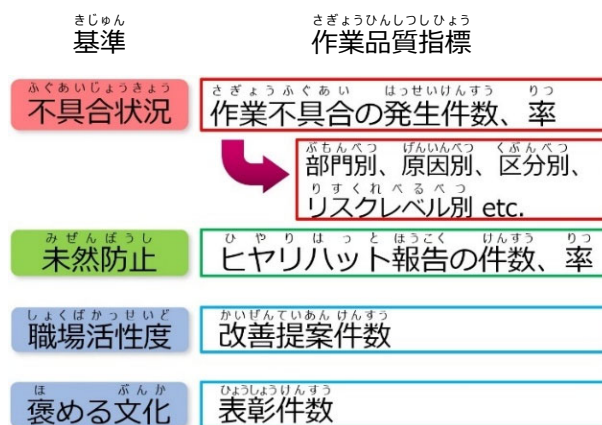 きじゅん さぎょうひんしつしひょう
基準 作業品質指標
ふぐあいじょうきょう さぎょうふぐあい はっせいけんすう りつ
不具合状況 作業不具合の発生件数、率
ぶもんべつ げんいんべつ くぶんべつ
部門別、原因別、区分別、
りすくれべるべつ
リスクレベル別 etc.
みぜんぼうし ひやりはっとほうこく けんすう りつ
未然防止 ヒヤリハット報告の件数、率
しょくばかっせいど かいぜんていあんけんすう
職場活性度 改善提案件数
ほ ぶんか ひょうしょうけんすう
褒める文化 表彰件数